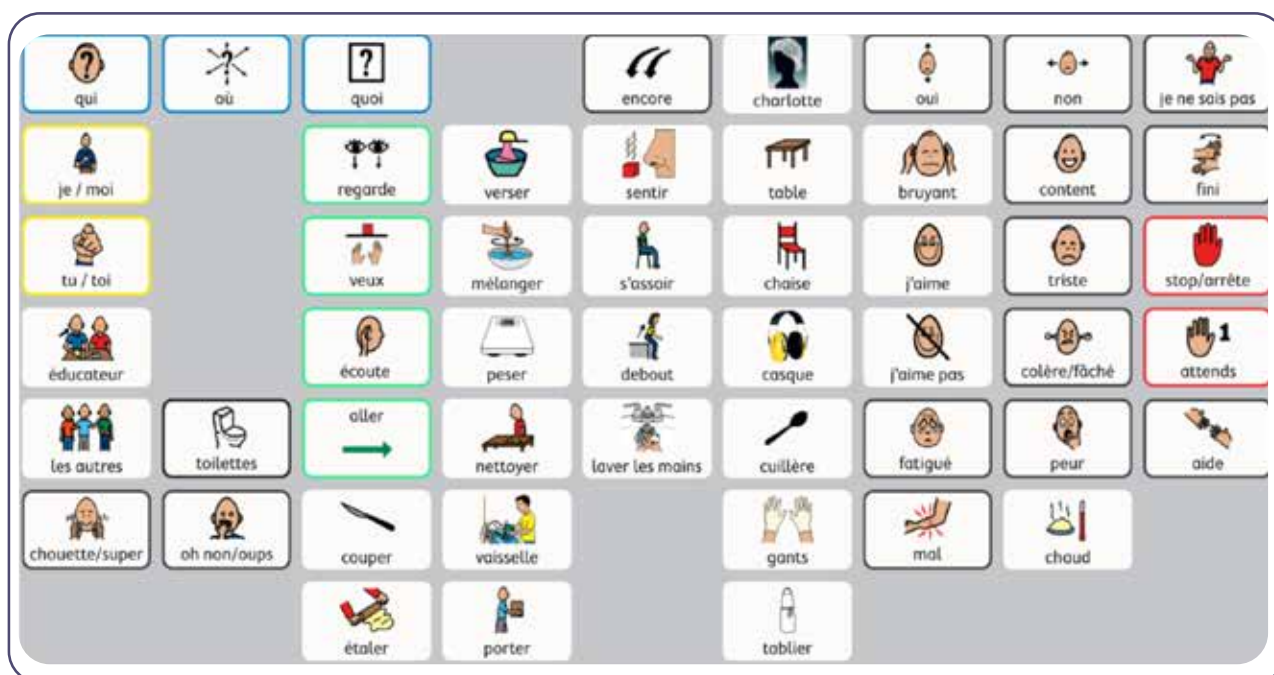 qui où quoi encore charlotte oui non je ne sais pas
je / moi regarde verser sentir table bruyant content fini
tu / toi veux mélanger s'assoir chaise j'aime triste stop/arrête
éducateur écoute peser debout casque j'aime pas colère/fâché 1 attends
aller
les autres toilettes nettoyer laver les mains cuillère fatigué peur aide
chouette/super oh non/oups couper vaisselle gants mal chaud
étaler porter tablier